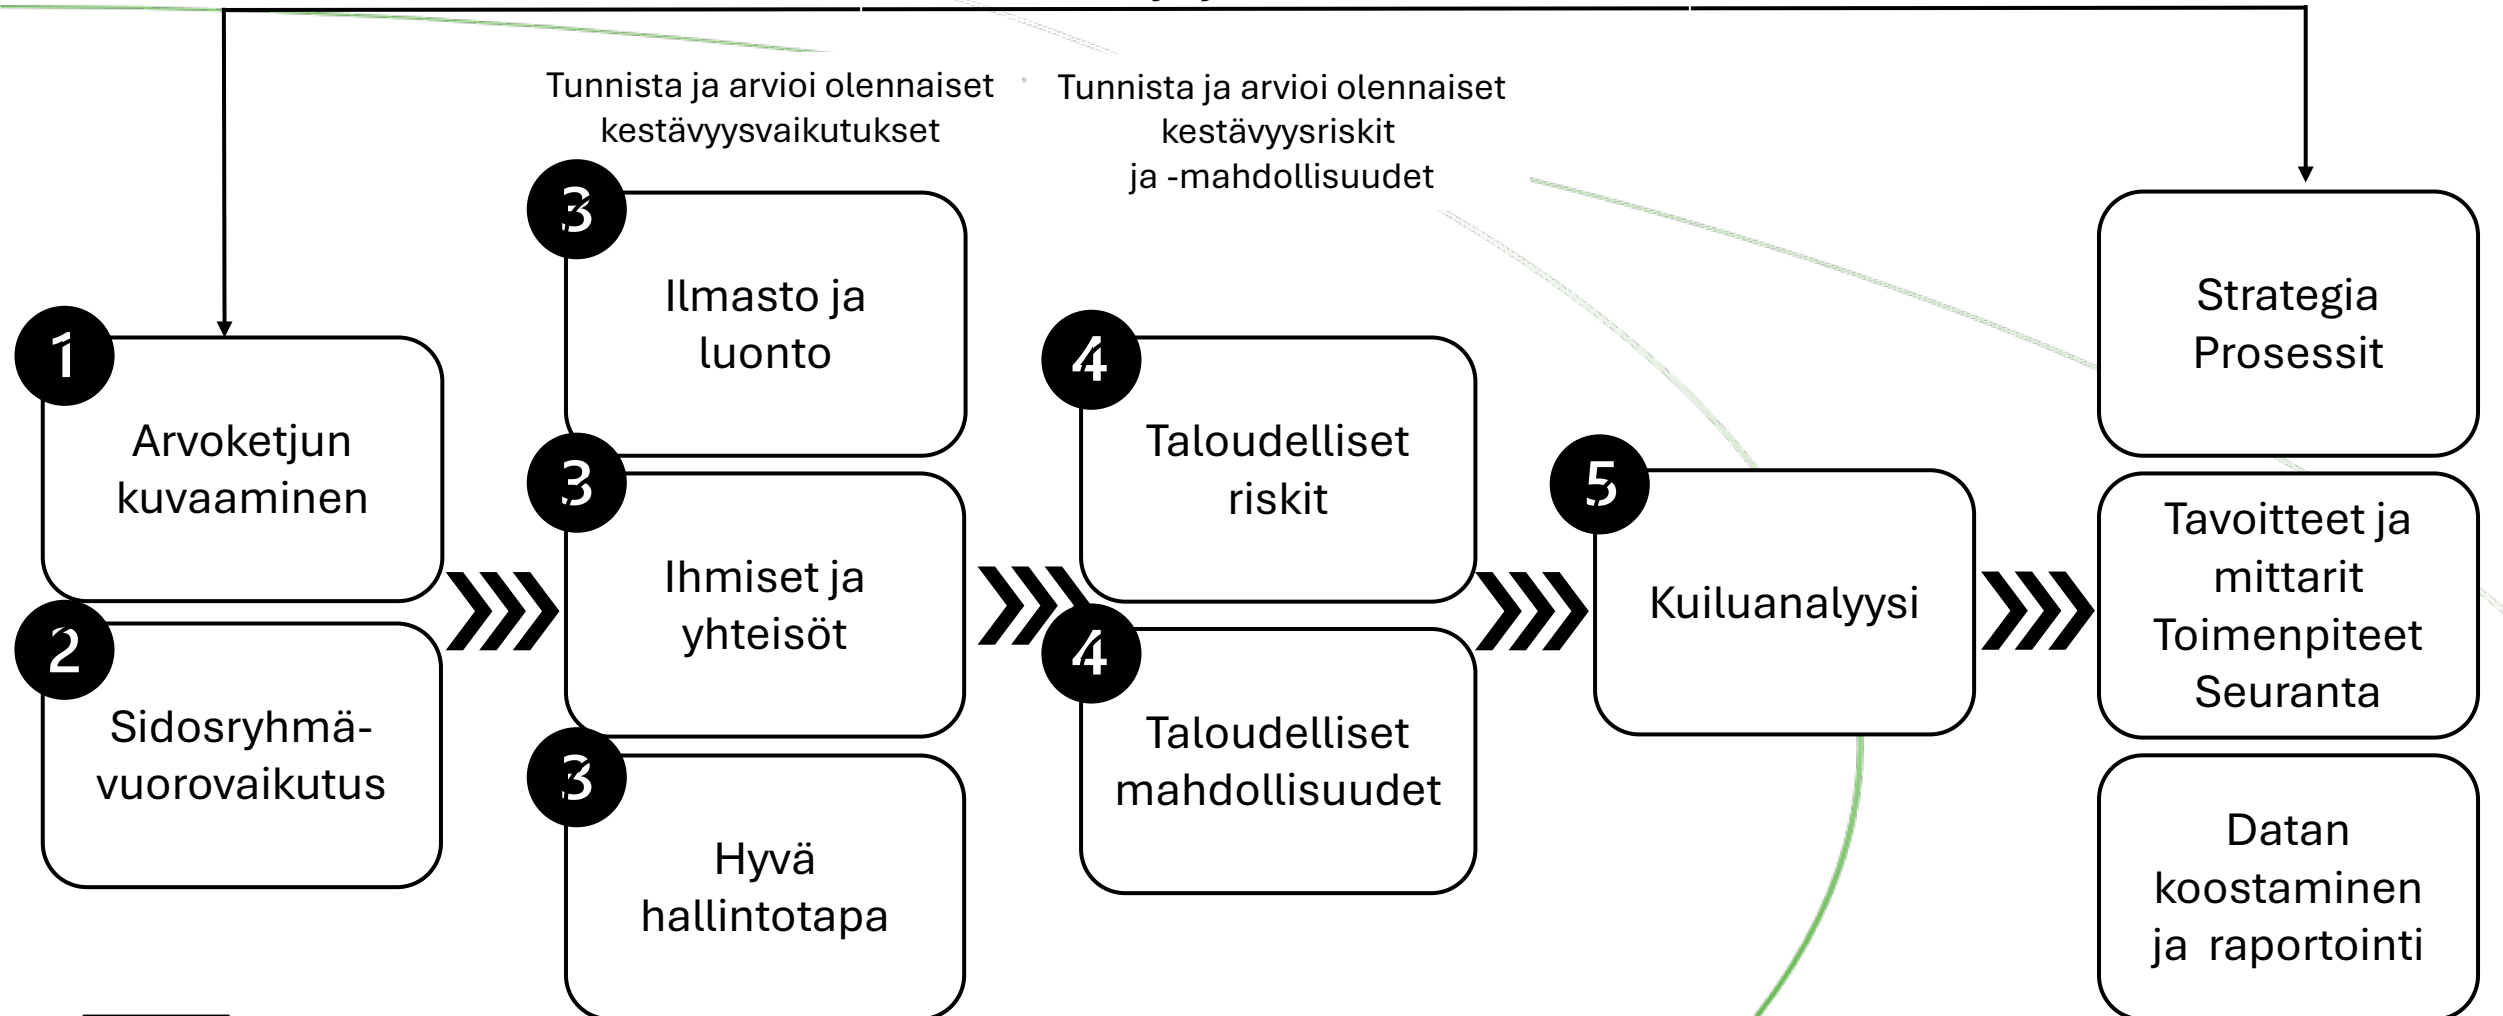 Tunnista ja arvioi olennaiset
kestävyysvaikutukset
Tunnista ja arvioi olennaiset
kestävyysriskit
ja -mahdollisuudet
1
Arvoketjun
kuvaaminen
2
Sidosryhmä-
vuorovaikutus
3
Ilmasto ja
luonto
3
Ihmiset ja
yhteisöt
3
Hyvä
hallintotapa
4
Taloudelliset
riskit
4
Taloudelliset
mahdollisuudet
5
Kuiluanalyysi
Strategia
Prosessit
Tavoitteet ja
mittarit
Toimenpiteet
Seuranta
Datan
koostaminen
ja raportointi